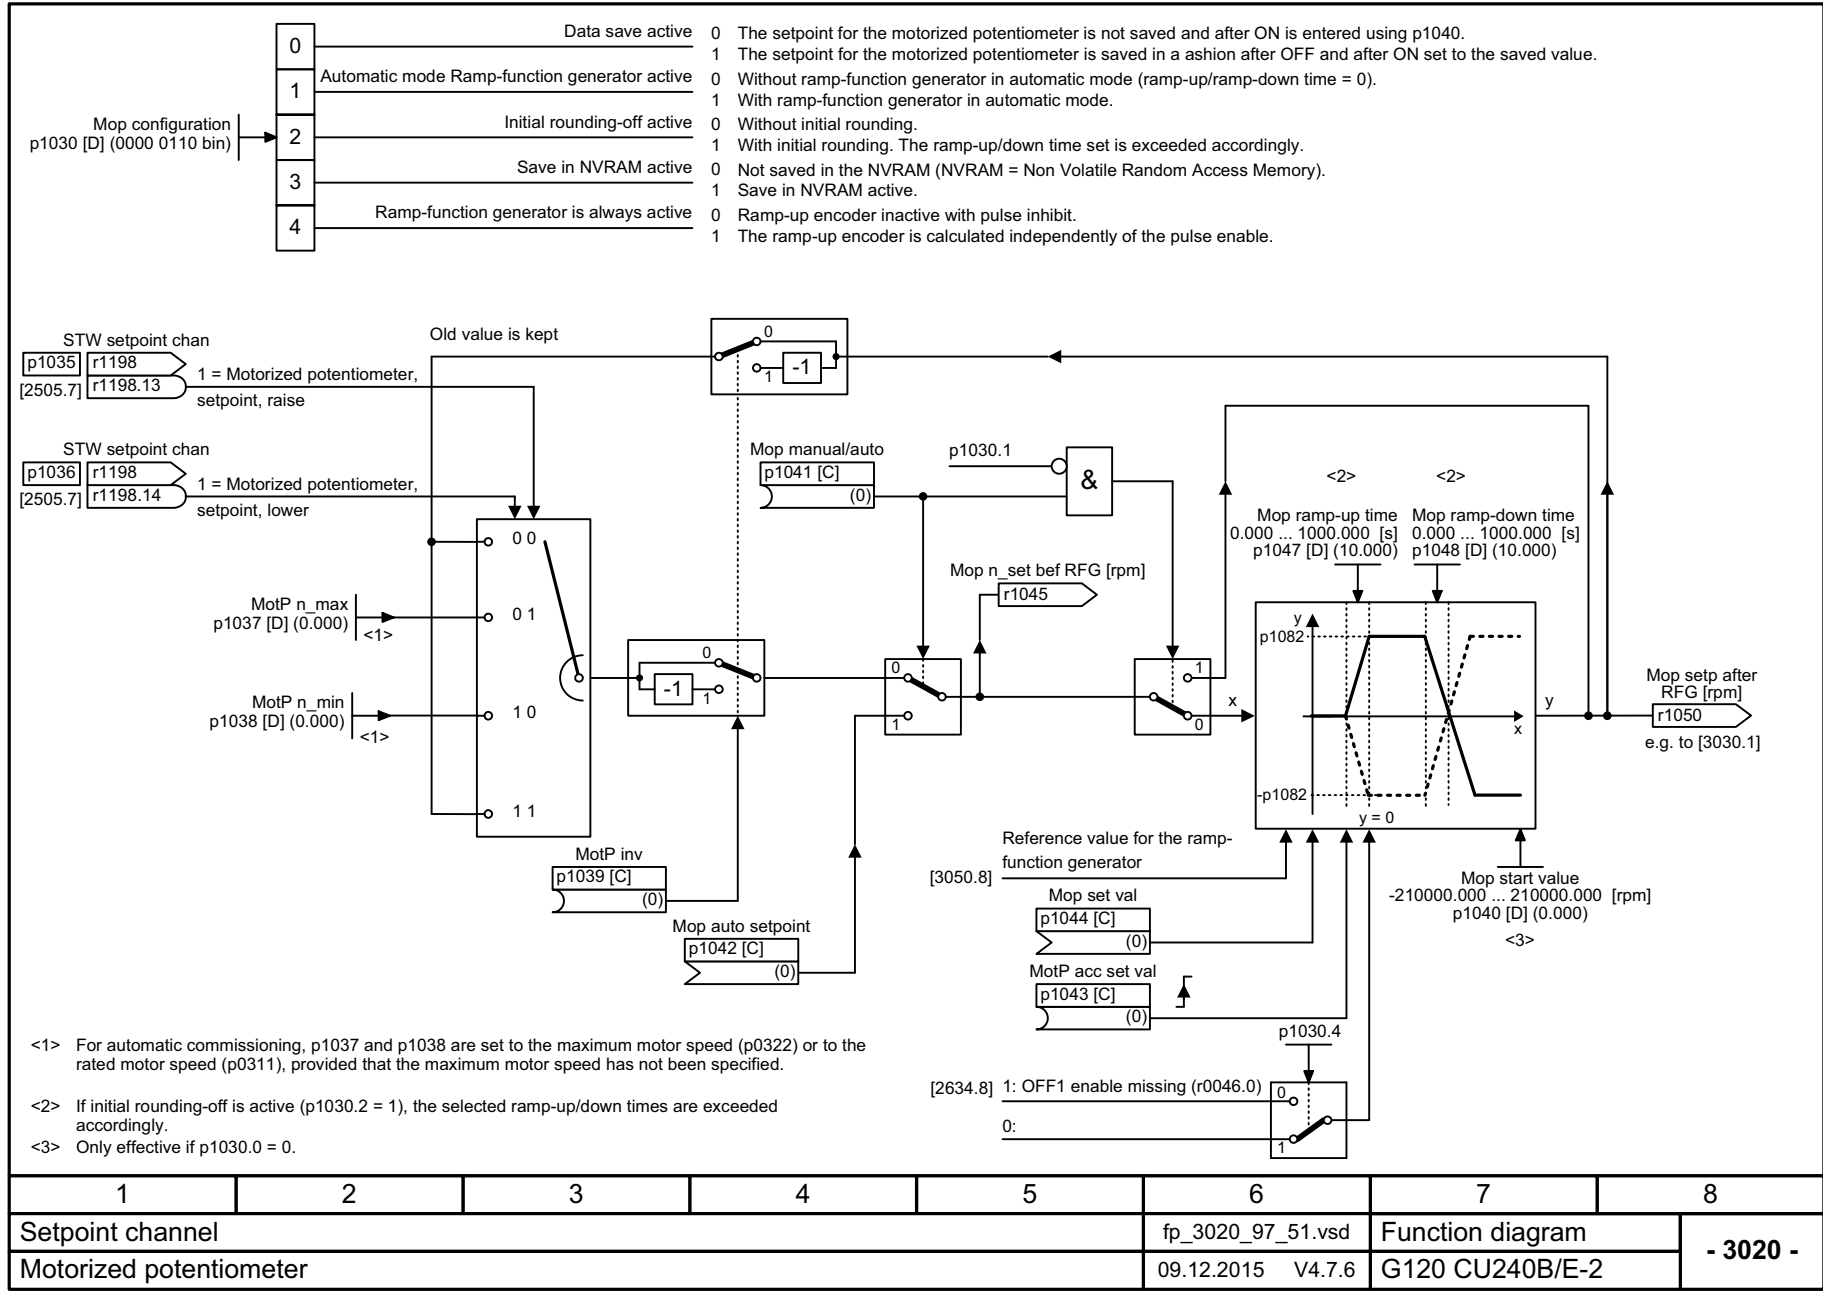 0
Data save active
0 The setpoint for the motorized potentiometer is not saved and after ON is entered using p1040.
1 The setpoint for the motorized potentiometer is saved in a ashion after OFF and after ON set to the saved value.
1
Automatic mode Ramp-function generator active
0 Without ramp-function generator in automatic mode (ramp-up/ramp-down time = 0).
1 With ramp-function generator in automatic mode.
Mop configuration
p1030 [D] (0000 0110 bin)
2
Initial rounding-off active
0 Without initial rounding.
1 With initial rounding. The ramp-up/down time set is exceeded accordingly.
3
Save in NVRAM active
0 Not saved in the NVRAM (NVRAM = Non Volatile Random Access Memory).
1 Save in NVRAM active.
4
Ramp-function generator is always active
0 Ramp-up encoder inactive with pulse inhibit.
1 The ramp-up encoder is calculated independently of the pulse enable.
STW setpoint chan
p1035 r1198
[2505.7] r1198.13
1 = Motorized potentiometer,
setpoint, raise
Old value is kept
0
1
-1
STW setpoint chan
p1036 r1198
[2505.7] r1198.14
1 = Motorized potentiometer,
setpoint, lower
Mop manual/auto
p1041 [C]
(0)
p1030.1
&
<2>
<2>
Mop ramp-up time
0.000 ... 1000.000 [s]
p1047 [D] (10.000)
Mop ramp-down time
0.000 ... 1000.000 [s]
p1048 [D] (10.000)
0 0
0 1
1 0
1 1
MotP n_max
p1037 [D] (0.000)
<1>
MotP n_min
p1038 [D] (0.000)
<1>
0
-1
1
Mop n_set bef RFG [rpm]
r1045
0
1
1
0
x
y
p1082
-p1082
x
y = 0
y
Mop setp after
RFG [rpm]
r1050
e.g. to [3030.1]
MotP inv
p1039 [C]
(0)
Mop auto setpoint
p1042 [C]
(0)
Reference value for the ramp-
function generator
[3050.8]
Mop set val
p1044 [C]
(0)
MotP acc set val
p1043 [C]
(0)
Mop start value
-210000.000 ... 210000.000 [rpm]
p1040 [D] (0.000)
<3>
p1030.4
[2634.8] 1: OFF1 enable missing (r0046.0)
0
0:
1
<1> For automatic commissioning, p1037 and p1038 are set to the maximum motor speed (p0322) or to the
rated motor speed (p0311), provided that the maximum motor speed has not been specified.
<2> If initial rounding-off is active (p1030.2 = 1), the selected ramp-up/down times are exceeded
accordingly.
<3> Only effective if p1030.0 = 0.
1 2 3 4 5 6 7 8
Setpoint channel
fp_3020_97_51.vsd
Function diagram
- 3020 -
Motorized potentiometer
09.12.2015 V4.7.6
G120 CU240B/E-2